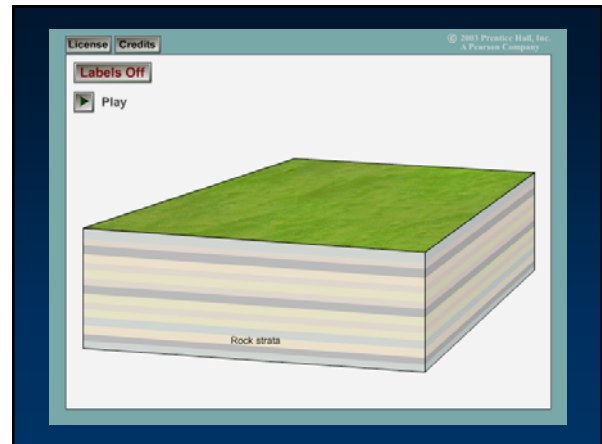 License Credits
© 2003 Prentice Hall, Inc.
A Pearson Company
Labels Off
Play
Rock strata